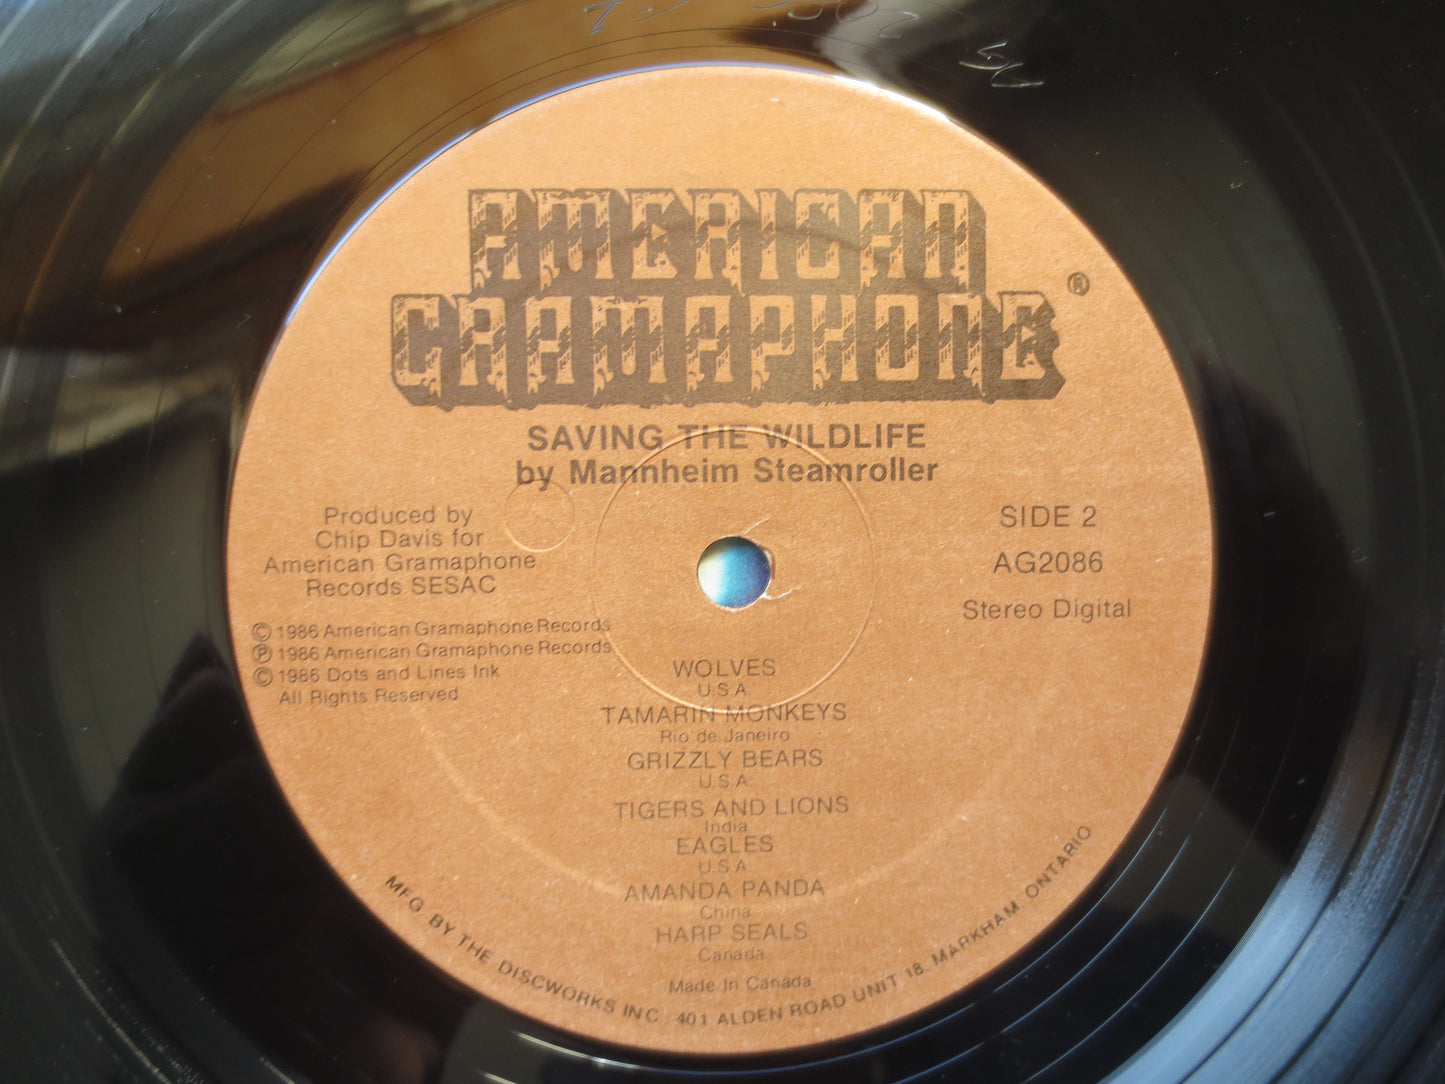 AMERICAN
GRAMAPHONE ®
SAVING THE WILDLIFE
by Mannheim Steamroller
Produced by
Chip Davis for
American Gramaphone
Records SESAC
© 1986 American Gramaphone Records
℗ 1986 American Gramaphone Records
© 1986 Dots and Lines Ink
All Rights Reserved
SIDE 2
AG2086
Stereo Digital
WOLVES
U.S.A
TAMARIN MONKEYS
Rio de Janeiro
GRIZZLY BEARS
U.S.A
TIGERS AND LIONS
India
EAGLES
U.S.A
AMANDA PANDA
China
HARP SEALS
Canada
Made In Canada
MFG BY THE DISCWORKS INC. 401 ALDEN ROAD UNIT 18. MARKHAM ONTARIO